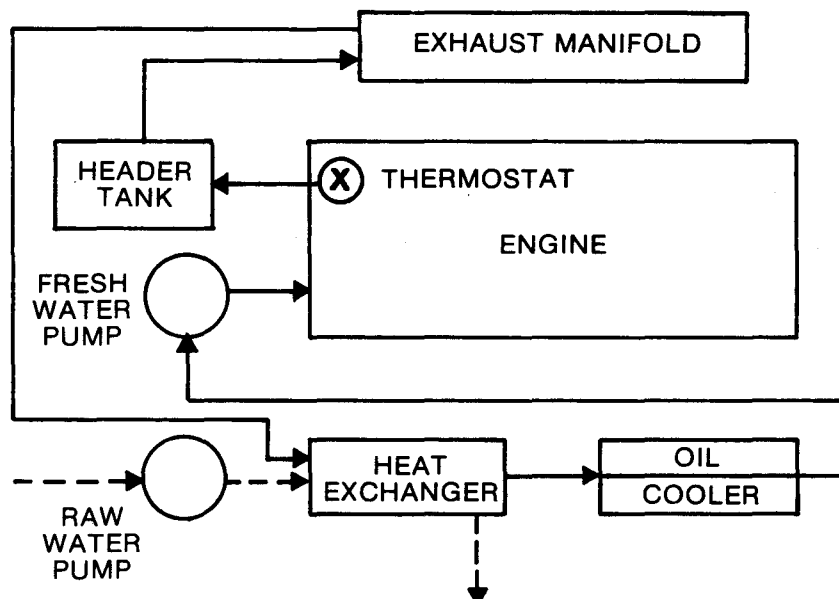 EXHAUST MANIFOLD
HEADER
TANK
X
THERMOSTAT
ENGINE
FRESH
WATER
PUMP
HEAT
EXCHANGER
OIL
COOLER
RAW
WATER
PUMP